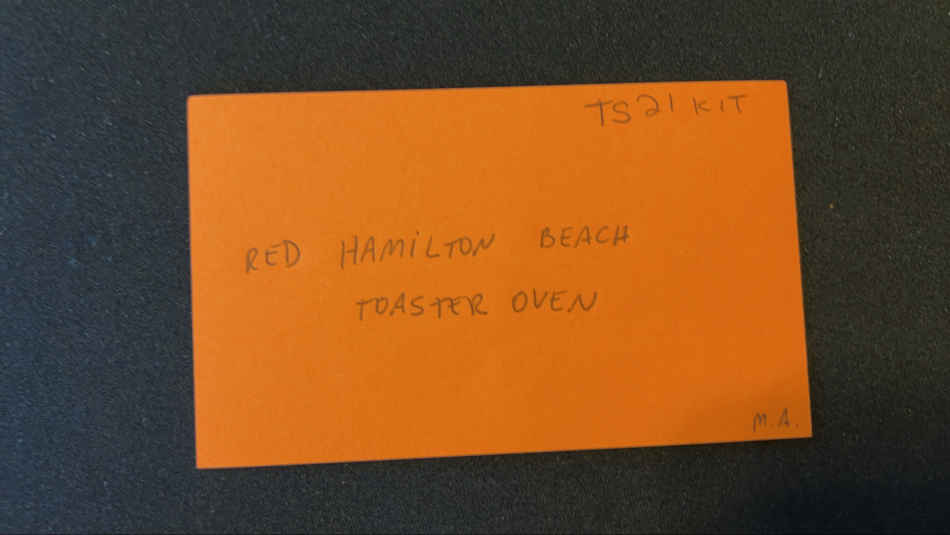 TS21 KIT
RED HAMiLTON BEACH
TOASTER OVEN
M.A.